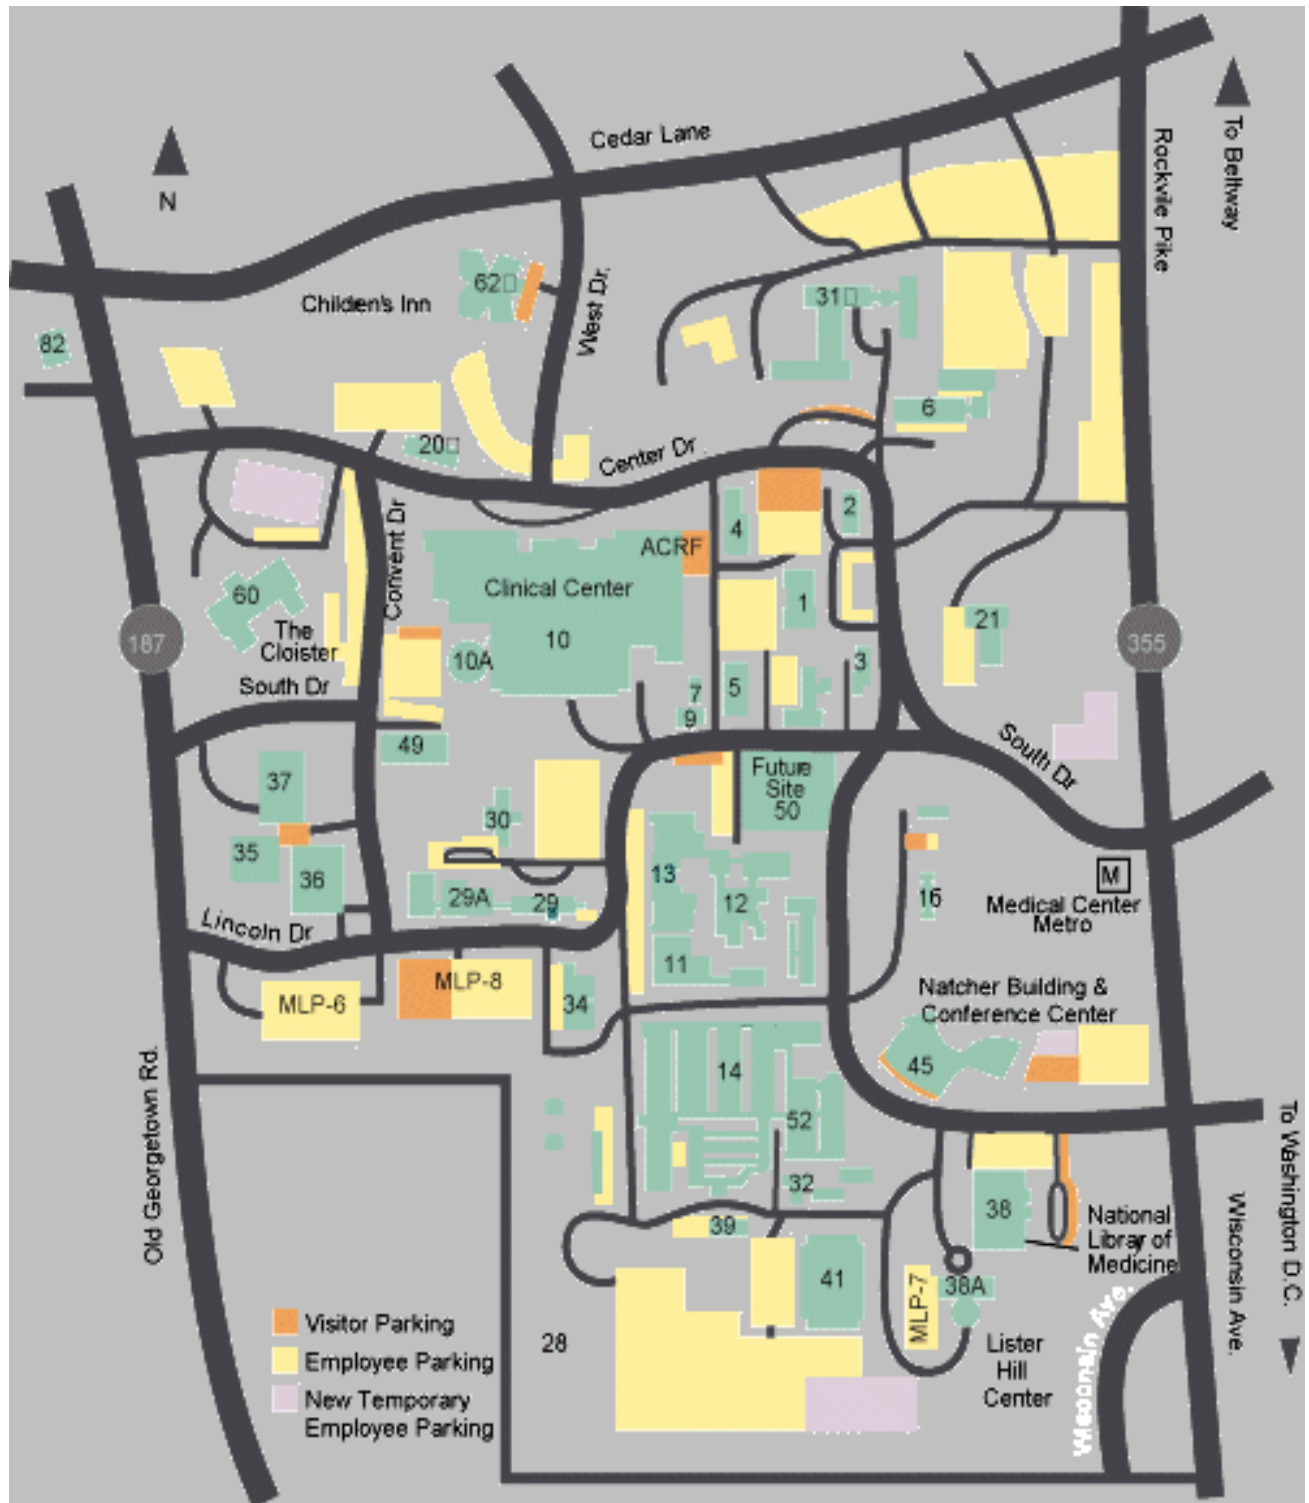 Cedar Lane
To Beltway
Rockvile Pike
N
62
Childen's Inn
West Dr.
31
82
6
20
Center Dr
2
4
ACRF
Convent Dr
Clinical Center
10
1
60
The
Cloister
187
10A
3
21
355
South Dr
7
5
9
49
South Dr
Future
Site
50
37
30
M
Medical Center
Metro
35
36
13
29A
29
12
16
Lincoln Dr
11
MLP-6
MLP-8
34
Natcher Building &
Conference Center
45
14
52
Old Georgetown Rd.
To Washington D.C.
32
38
39
National
Library of
Medicine
Wisconsin Ave.
41
MLP-7
38A
Wisconsin Ave.
28
Lister
Hill
Center
Visitor Parking
Employee Parking
New Temporary
Employee Parking